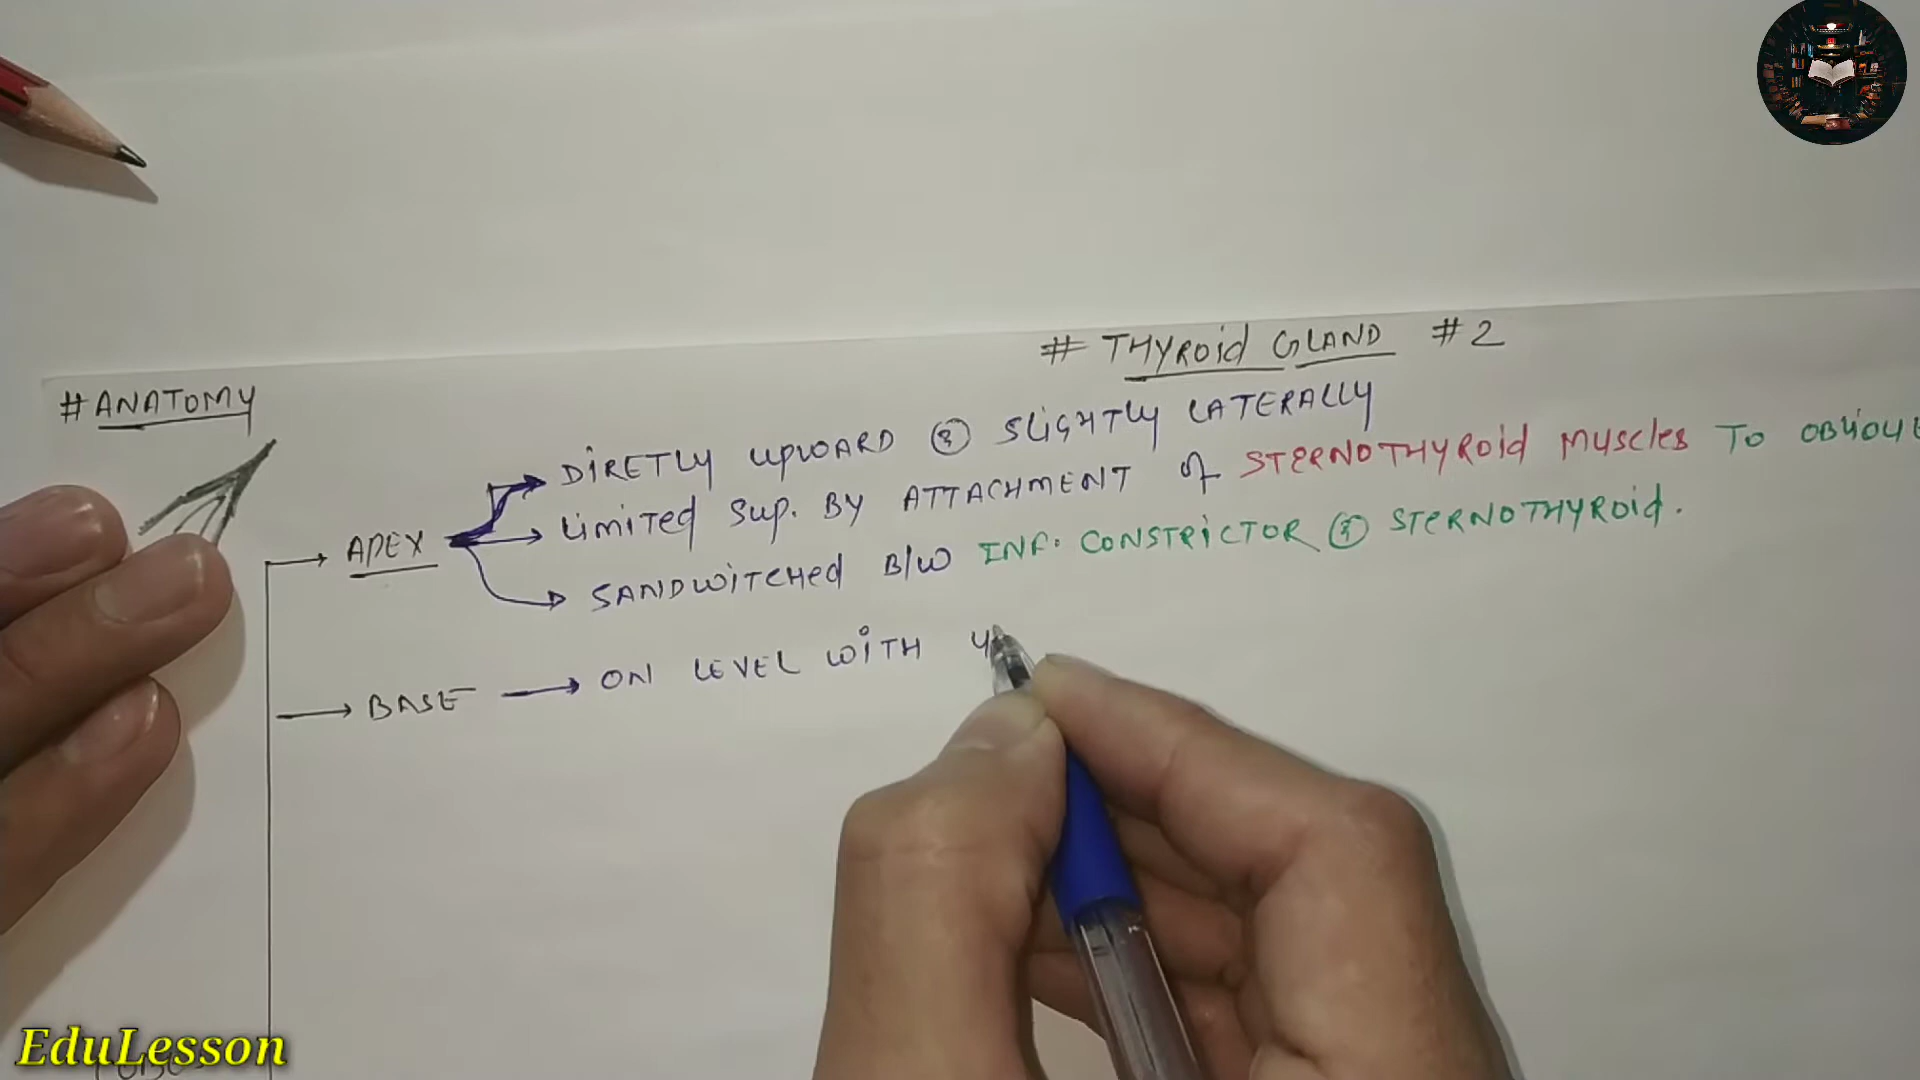 # THYRoid GLAND #2
#ANATOMY
DIRETLY UPWARD & SLIGHTLY LATERALLY
APEX
LIMITED SUP. BY ATTACHMENT of STERNOTHYROID MUSCLES TO
SANDWITCHED B/W INF. CONSTRICTOR & STERNOTHYROID.
BASE → ON LEVEL WITH 4
EduLesson